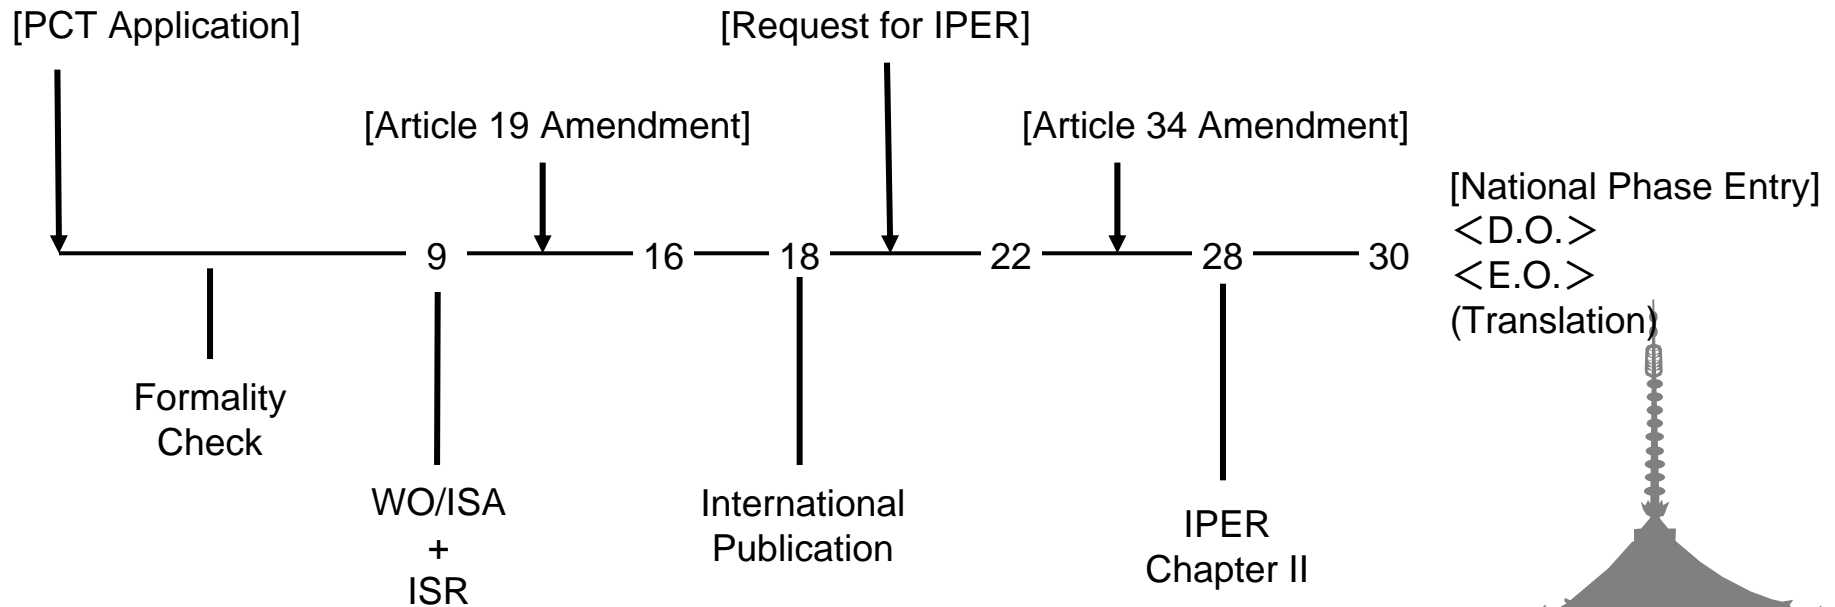 [PCT Application]
[Request for IPER]
[Article 19 Amendment]
[Article 34 Amendment]
[National Phase Entry]
<D.O.>
<E.O.>
(Translation)
9
16
18
22
28
30
Formality
Check
WO/ISA
+
ISR
International
Publication
IPER
Chapter II